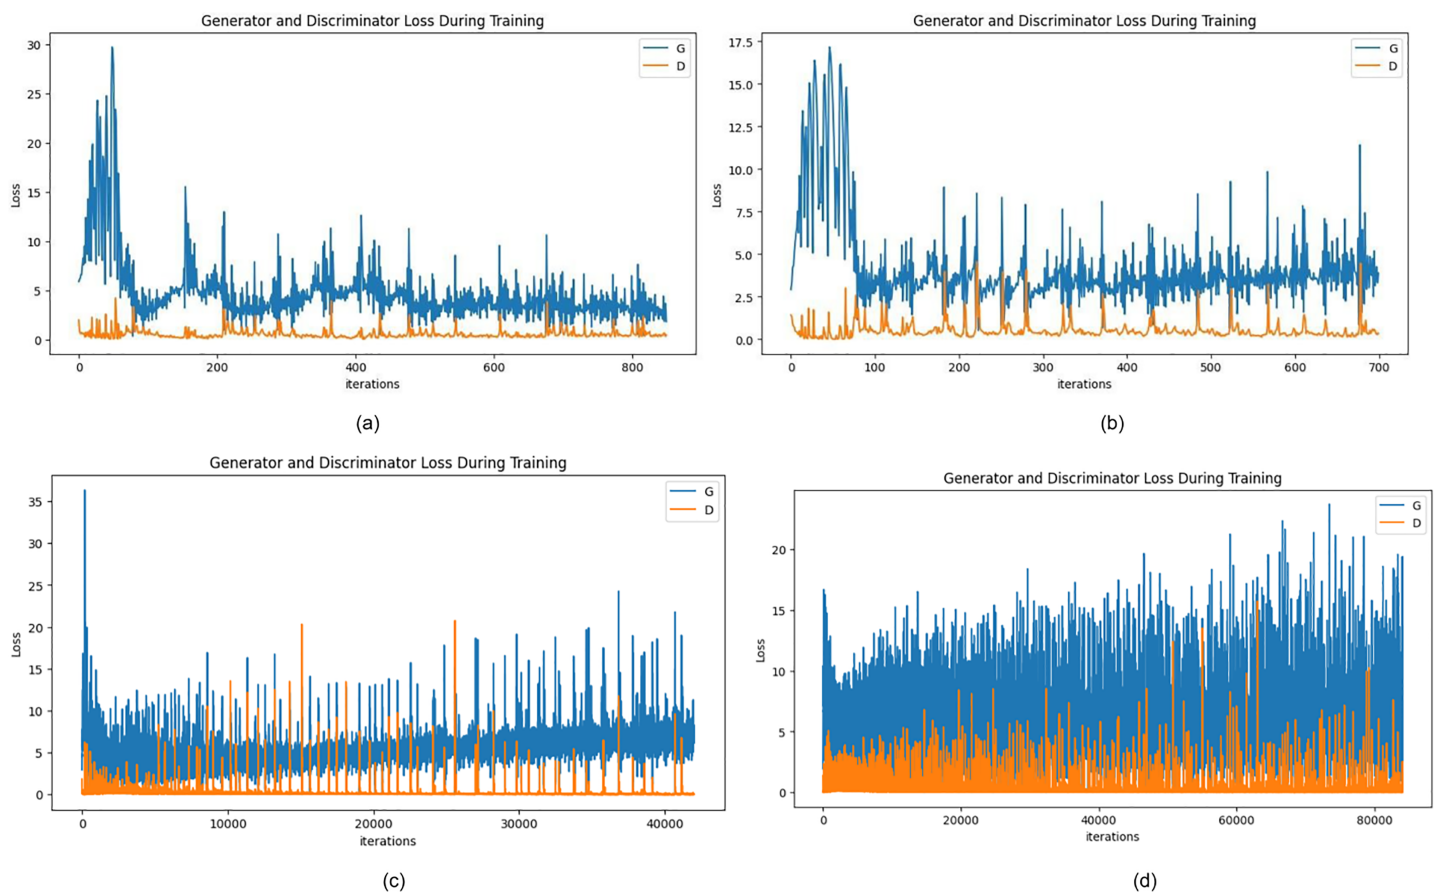 Generator and Discriminator Loss During Training
G
D
30
25
20
15
10
5
0
Loss
0 200 400 600 800
iterations
(a)
Generator and Discriminator Loss During Training
G
D
17.5
15.0
12.5
10.0
7.5
5.0
2.5
0.0
Loss
0 100 200 300 400 500 600 700
iterations
(b)
Generator and Discriminator Loss During Training
G
D
35
30
25
20
15
10
5
0
Loss
0 10000 20000 30000 40000
iterations
(c)
Generator and Discriminator Loss During Training
G
D
20
15
10
5
0
Loss
0 20000 40000 60000 80000
iterations
(d)